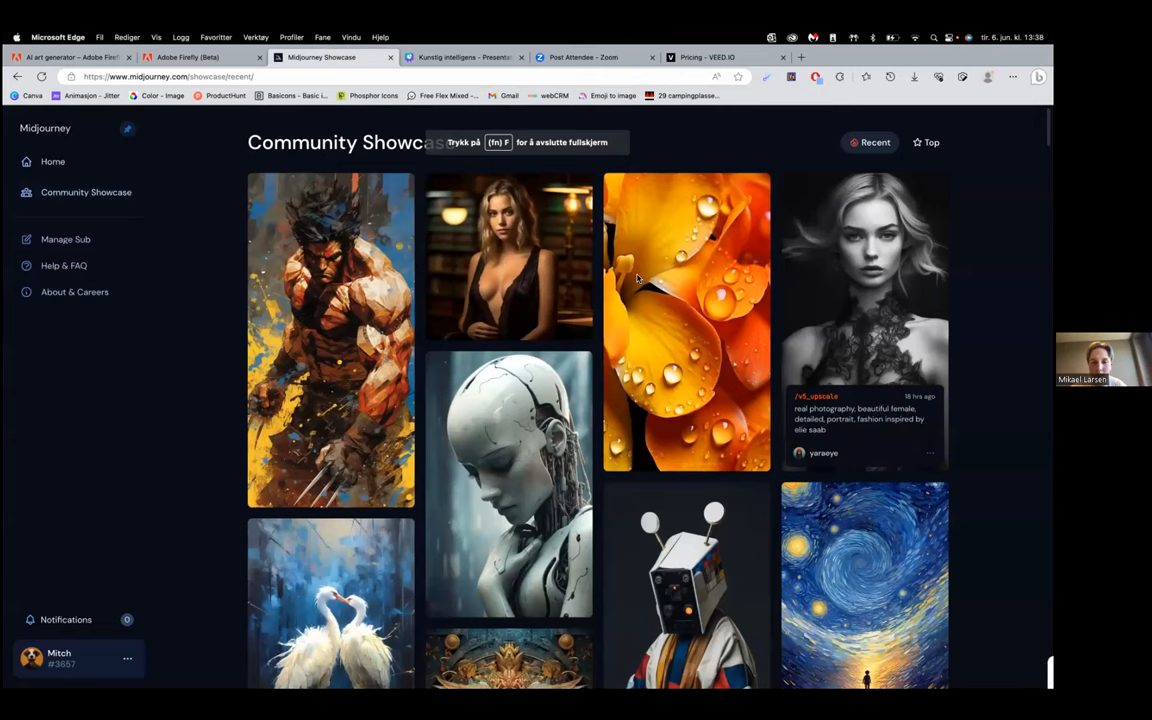 Microsoft Edge Fil Rediger Vis Logg Favoritter Verktøy Profiler Fane Vindu Hjelp tir. 6. jun. kl. 13:38
AI art generator – Adobe Firef Adobe Firefly (Beta) Midjourney Showcase Kunstig intelligens - Presenta Post Attendee - Zoom Pricing - VEED.IO
https://www.midjourney.com/showcase/recent/
Canva Animasjon - Jitter Color - Image ProductHunt Basicons - Basic i... Phosphor Icons Free Flex Mixed -... Gmail webCRM Emoji to image 29 campingplasse...
Midjourney
Home
Community Showcase
Manage Sub
Help & FAQ
About & Careers
Notifications 0
Mitch
#3657
Community Showcase
Trykk på (fn) F for å avslutte fullskjerm
Recent Top
/v5_upscale 18 hrs ago
real photography, beautiful female,
detailed, portrait, fashion inspired by
elie saab
yaraeye
Mikael Larsen